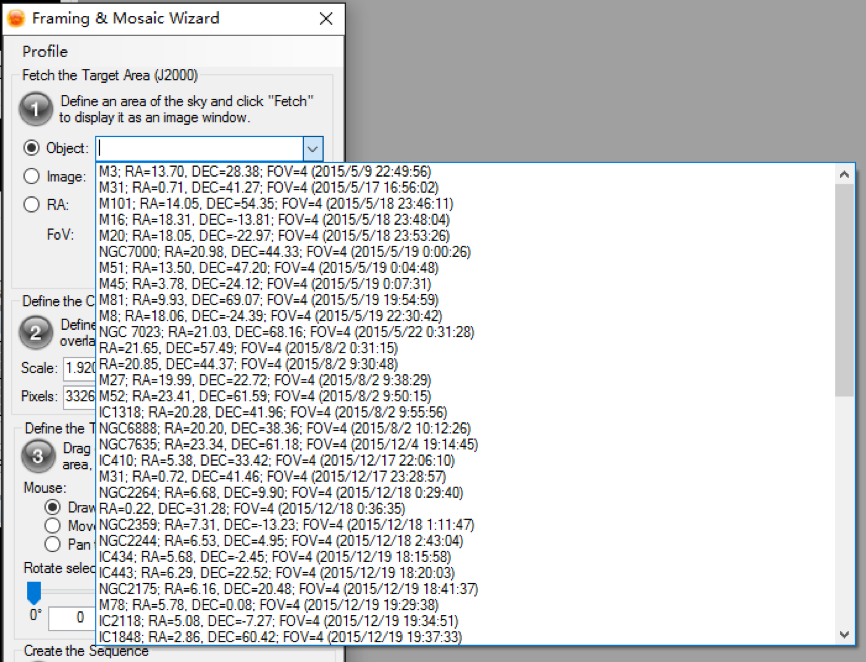 Framing & Mosaic Wizard
Profile
Fetch the Target Area (J2000)
1
Define an area of the sky and click "Fetch"
to display it as an image window.
Object:
Image:
RA:
FoV:
M3; RA=13.70, DEC=28.38; FOV=4 (2015/5/9 22:49:56)
M31; RA=0.71, DEC=41.27; FOV=4 (2015/5/17 16:56:02)
M101; RA=14.05, DEC=54.35; FOV=4 (2015/5/18 23:46:11)
M16; RA=18.31, DEC=-13.81; FOV=4 (2015/5/18 23:48:04)
M20; RA=18.05, DEC=-22.97; FOV=4 (2015/5/18 23:53:26)
NGC7000; RA=20.98, DEC=44.33; FOV=4 (2015/5/19 0:00:26)
M51; RA=13.50, DEC=47.20; FOV=4 (2015/5/19 0:04:48)
M45; RA=3.78, DEC=24.12; FOV=4 (2015/5/19 0:07:31)
M81; RA=9.93, DEC=69.07; FOV=4 (2015/5/19 19:54:59)
M8; RA=18.06, DEC=-24.39; FOV=4 (2015/5/19 22:30:42)
NGC 7023; RA=21.03, DEC=68.16; FOV=4 (2015/5/22 0:31:28)
RA=21.65, DEC=57.49; FOV=4 (2015/8/2 0:31:15)
RA=20.85, DEC=44.37; FOV=4 (2015/8/2 9:30:48)
M27; RA=19.99, DEC=22.72; FOV=4 (2015/8/2 9:38:29)
M52; RA=23.41, DEC=61.59; FOV=4 (2015/8/2 9:50:15)
IC1318; RA=20.28, DEC=41.96; FOV=4 (2015/8/2 9:55:56)
NGC6888; RA=20.20, DEC=38.36; FOV=4 (2015/8/2 10:12:26)
NGC7635; RA=23.34, DEC=61.18; FOV=4 (2015/12/4 19:14:45)
IC410; RA=5.38, DEC=33.42; FOV=4 (2015/12/17 22:06:10)
M31; RA=0.72, DEC=41.46; FOV=4 (2015/12/17 23:28:57)
NGC2264; RA=6.68, DEC=9.90; FOV=4 (2015/12/18 0:29:40)
RA=0.22, DEC=31.28; FOV=4 (2015/12/18 0:36:35)
NGC2359; RA=7.31, DEC=-13.23; FOV=4 (2015/12/18 1:11:47)
NGC2244; RA=6.53, DEC=4.95; FOV=4 (2015/12/18 2:43:04)
IC434; RA=5.68, DEC=-2.45; FOV=4 (2015/12/19 18:15:58)
IC443; RA=6.29, DEC=22.52; FOV=4 (2015/12/19 18:20:03)
NGC2175; RA=6.16, DEC=20.48; FOV=4 (2015/12/19 18:41:37)
M78; RA=5.78, DEC=0.08; FOV=4 (2015/12/19 19:29:38)
IC2118; RA=5.08, DEC=-7.27; FOV=4 (2015/12/19 19:34:51)
IC1848; RA=2.86, DEC=60.42; FOV=4 (2015/12/19 19:37:33)
Define the C
2
Define
overla
Scale: 1.920
Pixels: 3326
Define the T
3
Drag
area,
Mouse:
Draw
Move
Pan
Rotate selec
0°
0
Create the Sequence